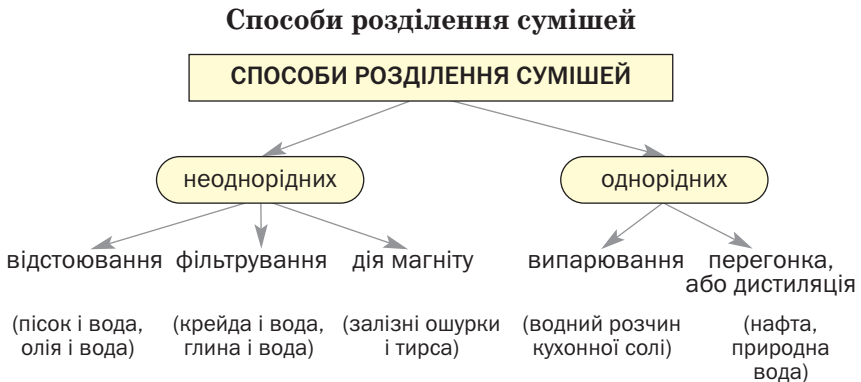 Способи розділення сумішей
СПОСОБИ РОЗДІЛЕННЯ СУМІШЕЙ
неоднорідних
однорідних
відстоювання
фільтрування
дія магніту
випарювання
перегонка,
або дистиляція
(пісок і вода,
олія і вода)
(крейда і вода,
глина і вода)
(залізні ошурки
і тирса)
(водний розчин
кухонної солі)
(нафта,
природна
вода)